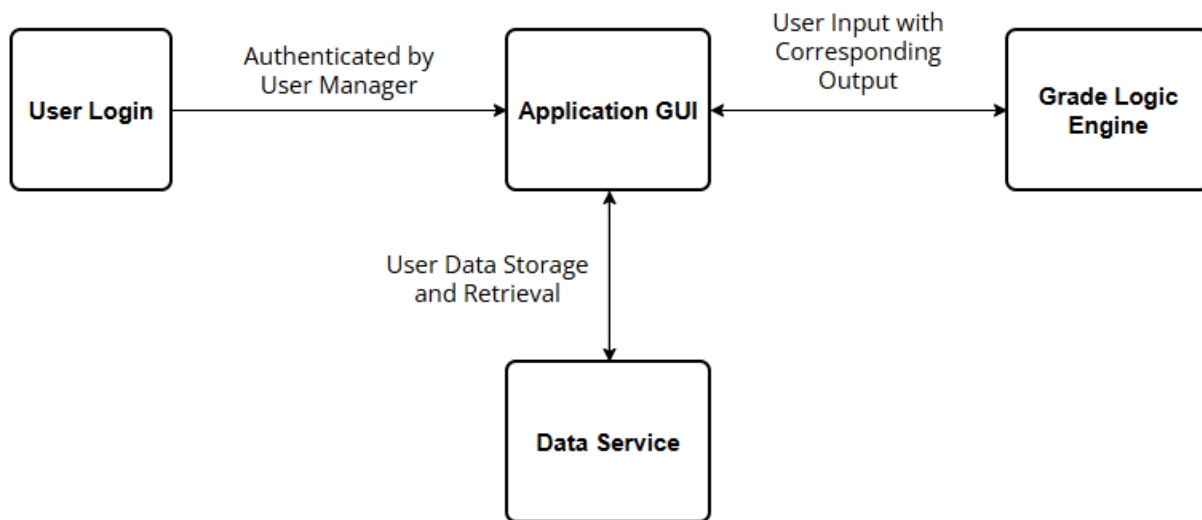 User Login
Authenticated by
User Manager
Application GUI
User Input with
Corresponding
Output
Grade Logic
Engine
User Data Storage
and Retrieval
Data Service